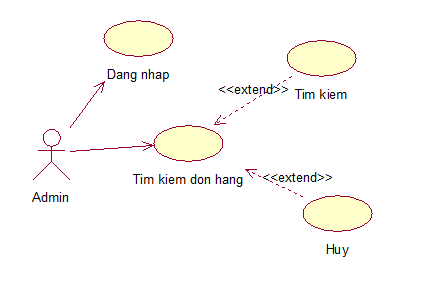 Dang nhap
<<extend>>
Tim kiem
Tim kiem don hang
<<extend>>
Admin
Huy